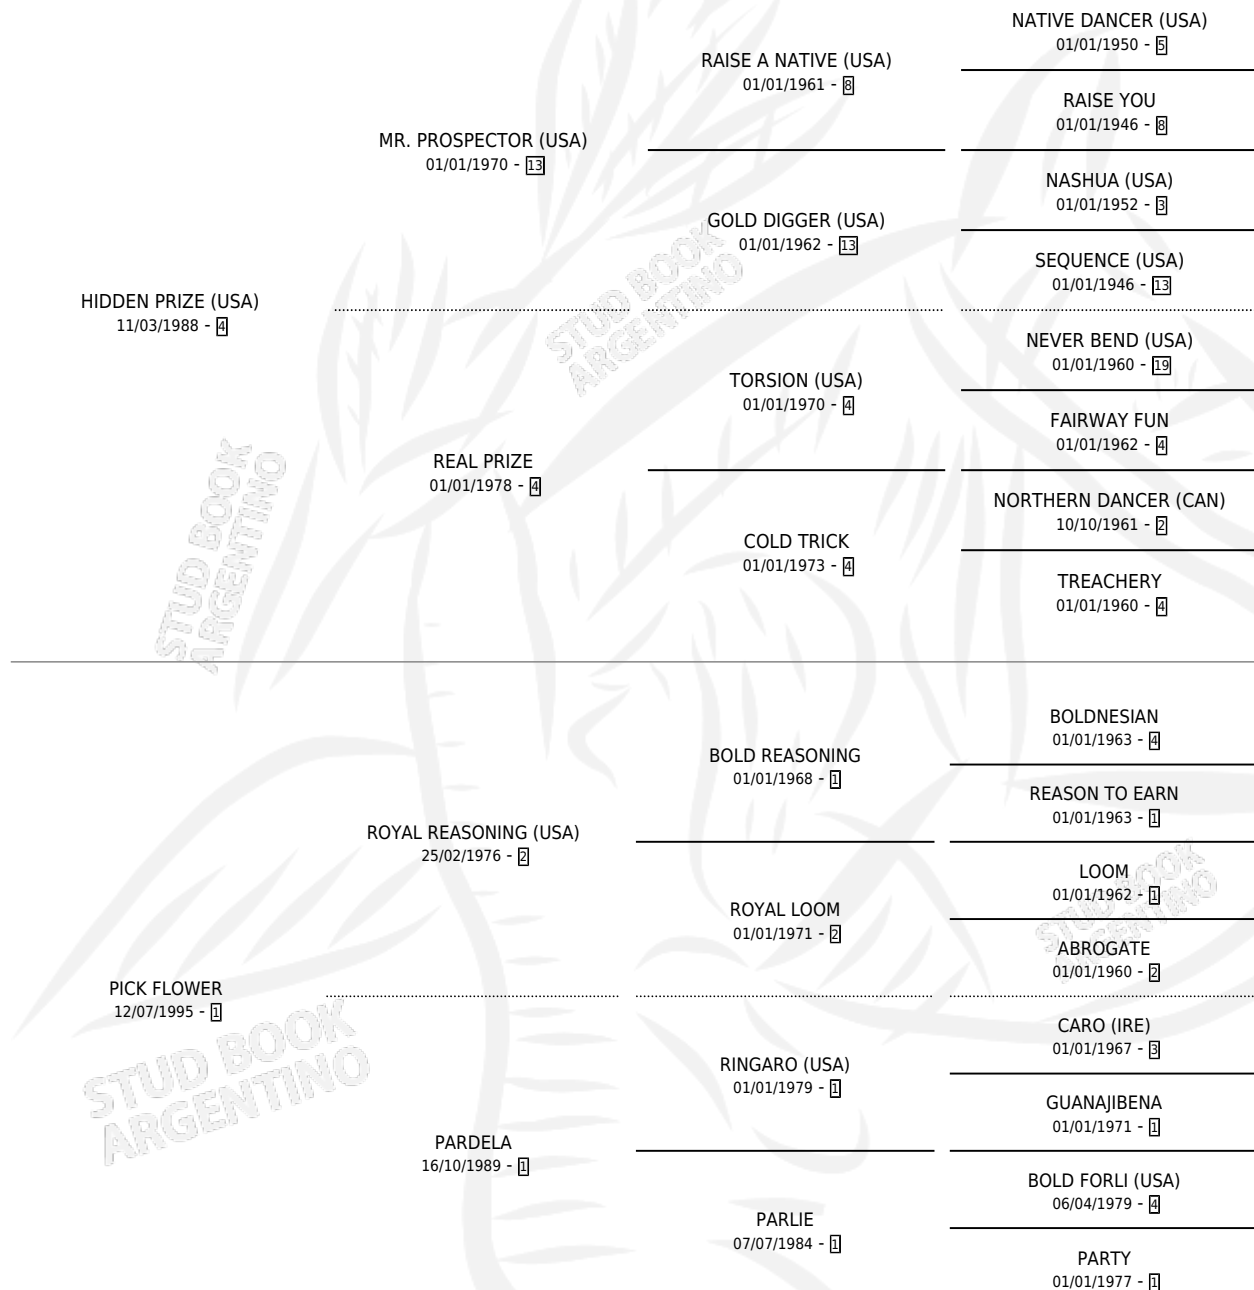 NATIVE DANCER (USA)
01/01/1950 - 5
RAISE A NATIVE (USA)
01/01/1961 - 8
RAISE YOU
01/01/1946 - 8
MR. PROSPECTOR (USA)
01/01/1970 - 13
NASHUA (USA)
01/01/1952 - 3
GOLD DIGGER (USA)
01/01/1962 - 13
SEQUENCE (USA)
01/01/1946 - 13
HIDDEN PRIZE (USA)
11/03/1988 - 4
STUD BOOK
ARGENTINO
NEVER BEND (USA)
01/01/1960 - 19
TORSION (USA)
01/01/1970 - 4
FAIRWAY FUN
01/01/1962 - 4
REAL PRIZE
01/01/1978 - 4
NORTHERN DANCER (CAN)
10/10/1961 - 2
COLD TRICK
01/01/1973 - 4
TREACHERY
01/01/1960 - 4
STUD BOOK
ARGENTINO
BOLDNESIAN
01/01/1963 - 4
BOLD REASONING
01/01/1968 - 1
REASON TO EARN
01/01/1963 - 1
ROYAL REASONING (USA)
25/02/1976 - 2
LOOM
01/01/1962 - 1
ROYAL LOOM
01/01/1971 - 2
ABROGATE
01/01/1960 - 2
STUD BOOK
ARGENTINO
PICK FLOWER
12/07/1995 - 1
CARO (IRE)
01/01/1967 - 3
RINGARO (USA)
01/01/1979 - 1
GUANAJIBENA
01/01/1971 - 1
STUD BOOK
ARGENTINO
PARDELA
16/10/1989 - 1
BOLD FORLI (USA)
06/04/1979 - 4
PARLIE
07/07/1984 - 1
PARTY
01/01/1977 - 1